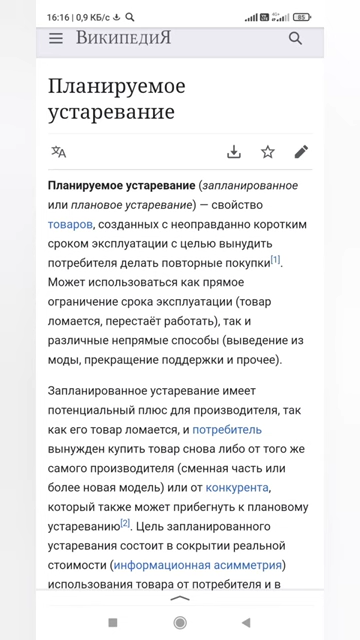 16:16 | 0,9 КБ/с
85
ВикипедиЯ
Планируемое
устаревание
Планируемое устаревание (запланированное
или плановое устаревание) — свойство
товаров, созданных с неоправданно коротким
сроком эксплуатации с целью вынудить
потребителя делать повторные покупки[1].
Может использоваться как прямое
ограничение срока эксплуатации (товар
ломается, перестаёт работать), так и
различные непрямые способы (выведение из
моды, прекращение поддержки и прочее).
Запланированное устаревание имеет
потенциальный плюс для производителя, так
как его товар ломается, и потребитель
вынужден купить товар снова либо от того же
самого производителя (сменная часть или
более новая модель) или от конкурента,
который также может прибегнуть к плановому
устареванию[2]. Цель запланированного
устаревания состоит в сокрытии реальной
стоимости (информационная асимметрия)
использования товара от потребителя и в